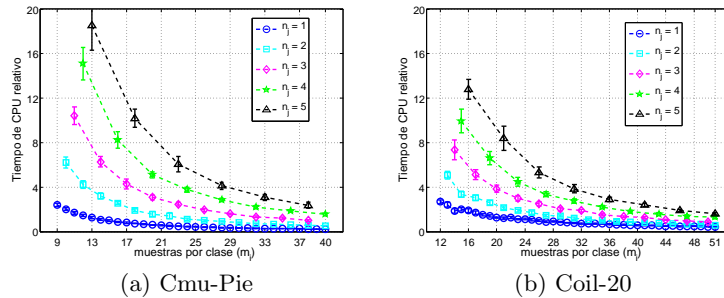 20
16
12
8
4
0
Tiempo de CPU relativo
9 13 17 21 25 29 33 37 40
muestras por clase (m_j)
n_j = 1
n_j = 2
n_j = 3
n_j = 4
n_j = 5
(a) Cmu-Pie
20
16
12
8
4
0
Tiempo de CPU relativo
12 16 20 24 28 32 36 40 44 48 51
muestras por clase (m_j)
n_j = 1
n_j = 2
n_j = 3
n_j = 4
n_j = 5
(b) Coil-20